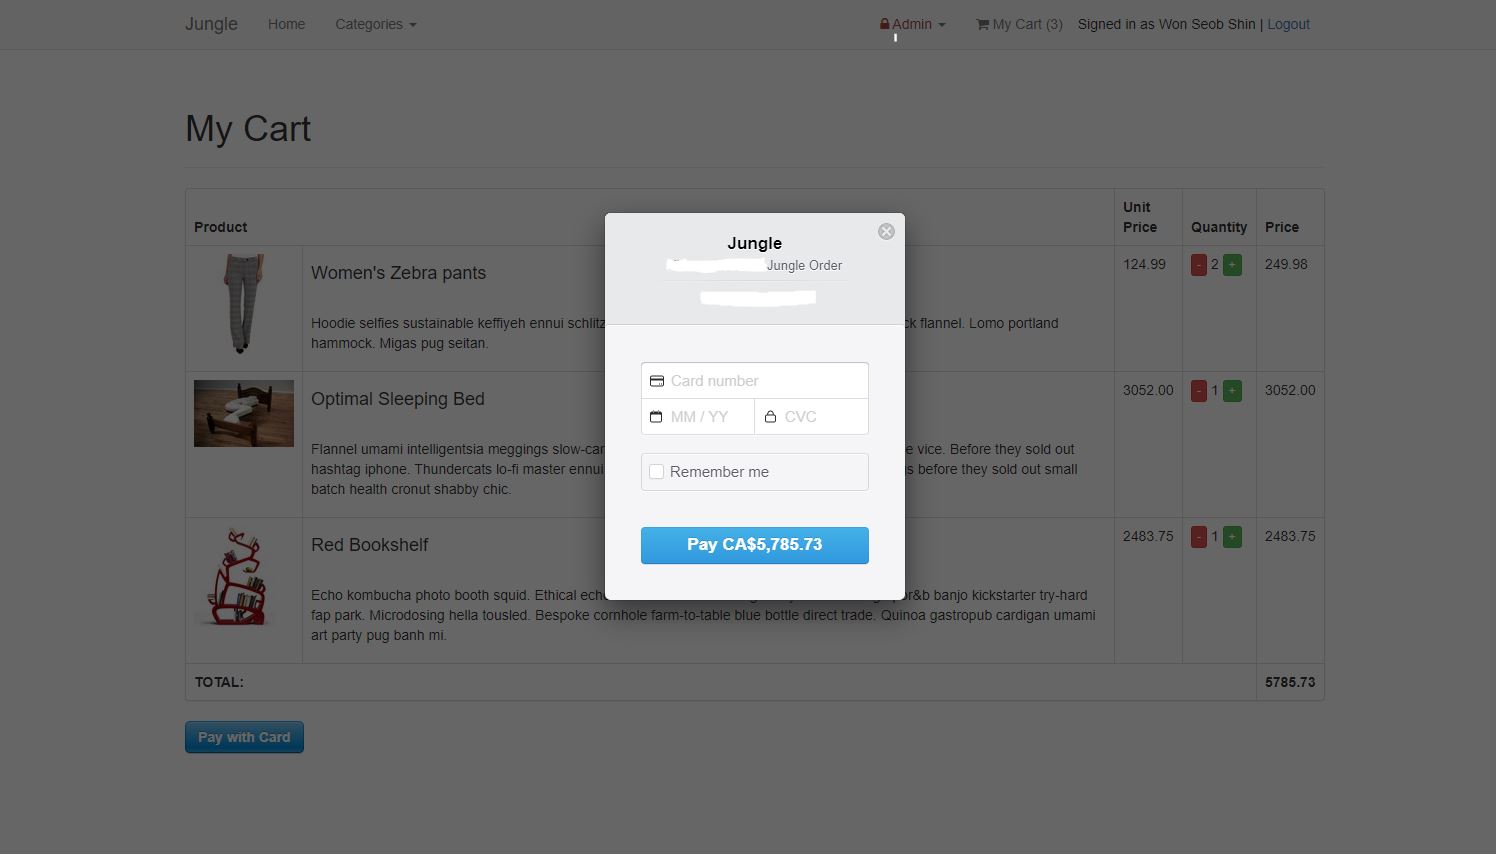 Jungle Home Categories Admin My Cart (3) Signed in as Won Seob Shin | Logout
My Cart
Product Unit Price Quantity Price
Women's Zebra pants 124.99 - 2 + 249.98
Hoodie selfies sustainable keffiyeh ennui schlitz ck flannel. Lomo portland
hammock. Migas pug seitan.
Optimal Sleeping Bed 3052.00 - 1 + 3052.00
Flannel umami intelligentsia meggings slow-car e vice. Before they sold out
hashtag iphone. Thundercats lo-fi master ennui us before they sold out small
batch health cronut shabby chic.
Red Bookshelf 2483.75 - 1 + 2483.75
Echo kombucha photo booth squid. Ethical echo por&b banjo kickstarter try-hard
fap park. Microdosing hella tousled. Bespoke cornhole farm-to-table blue bottle direct trade. Quinoa gastropub cardigan umami
art party pug banh mi.
TOTAL: 5785.73
Pay with Card
Jungle
Jungle Order
Card number
MM / YY CVC
Remember me
Pay CA$5,785.73